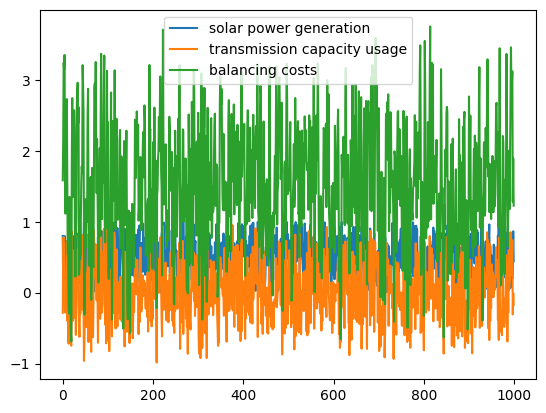 solar power generation
transmission capacity usage
balancing costs
3
2
1
0
−1
0 200 400 600 800 1000